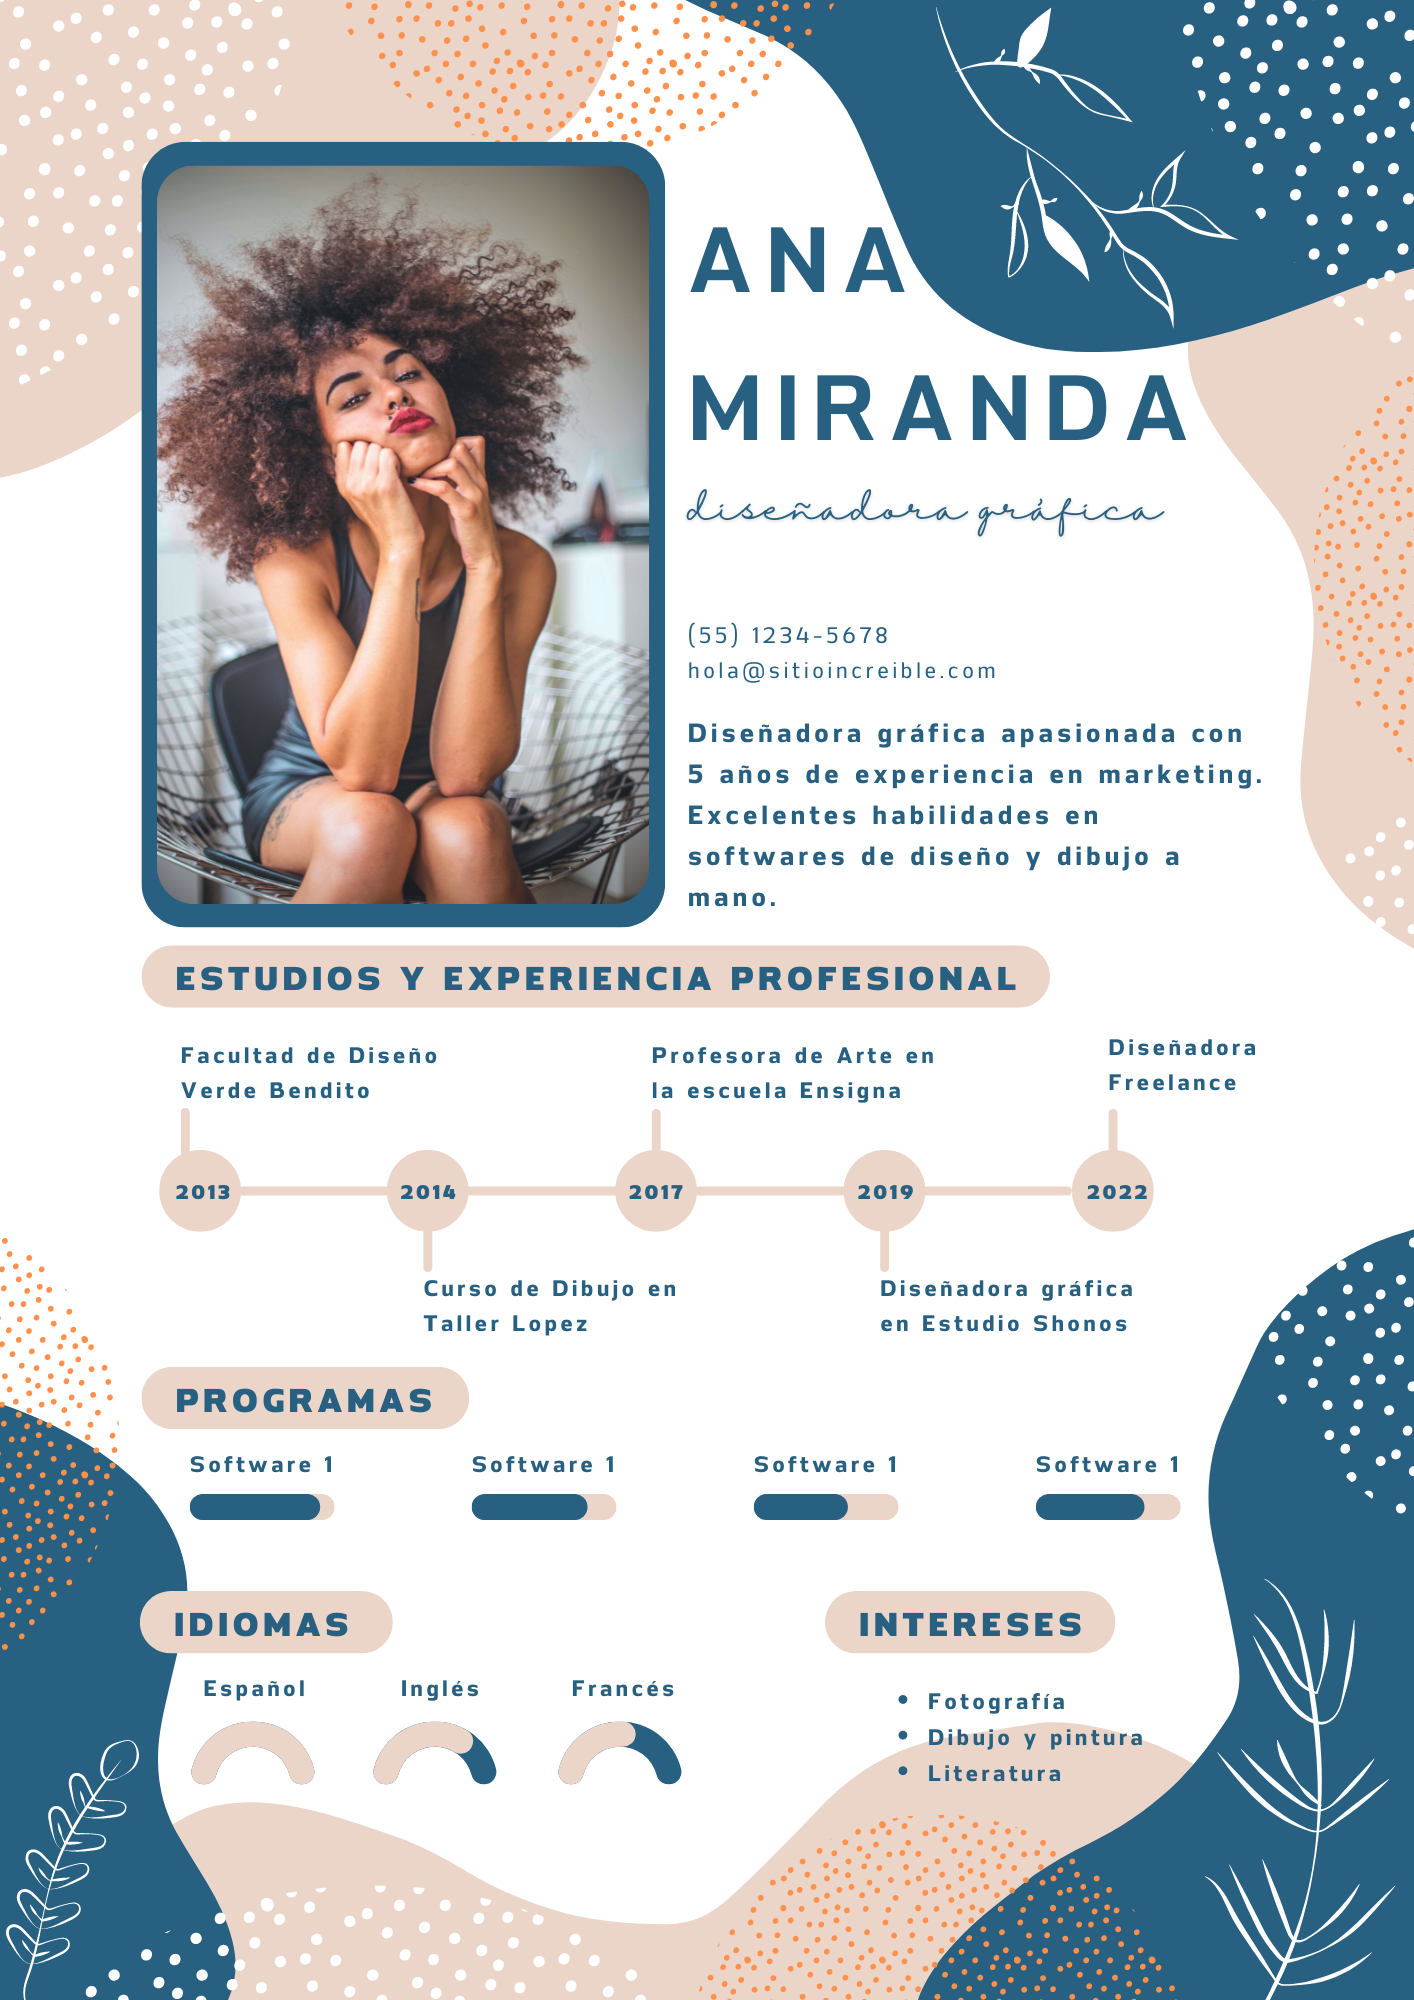 ANA
MIRANDA
diseñadora gráfica
(55) 1234-5678
hola@sitioincreible.com
Diseñadora gráfica apasionada con
5 años de experiencia en marketing.
Excelentes habilidades en
softwares de diseño y dibujo a
mano.
ESTUDIOS Y EXPERIENCIA PROFESIONAL
Facultad de Diseño
Verde Bendito
Profesora de Arte en
la escuela Ensigna
Diseñadora
Freelance
2013
2014
2017
2019
2022
Curso de Dibujo en
Taller Lopez
Diseñadora gráfica
en Estudio Shonos
PROGRAMAS
Software 1
Software 1
Software 1
Software 1
IDIOMAS
Español
Inglés
Francés
INTERESES
• Fotografía
• Dibujo y pintura
• Literatura